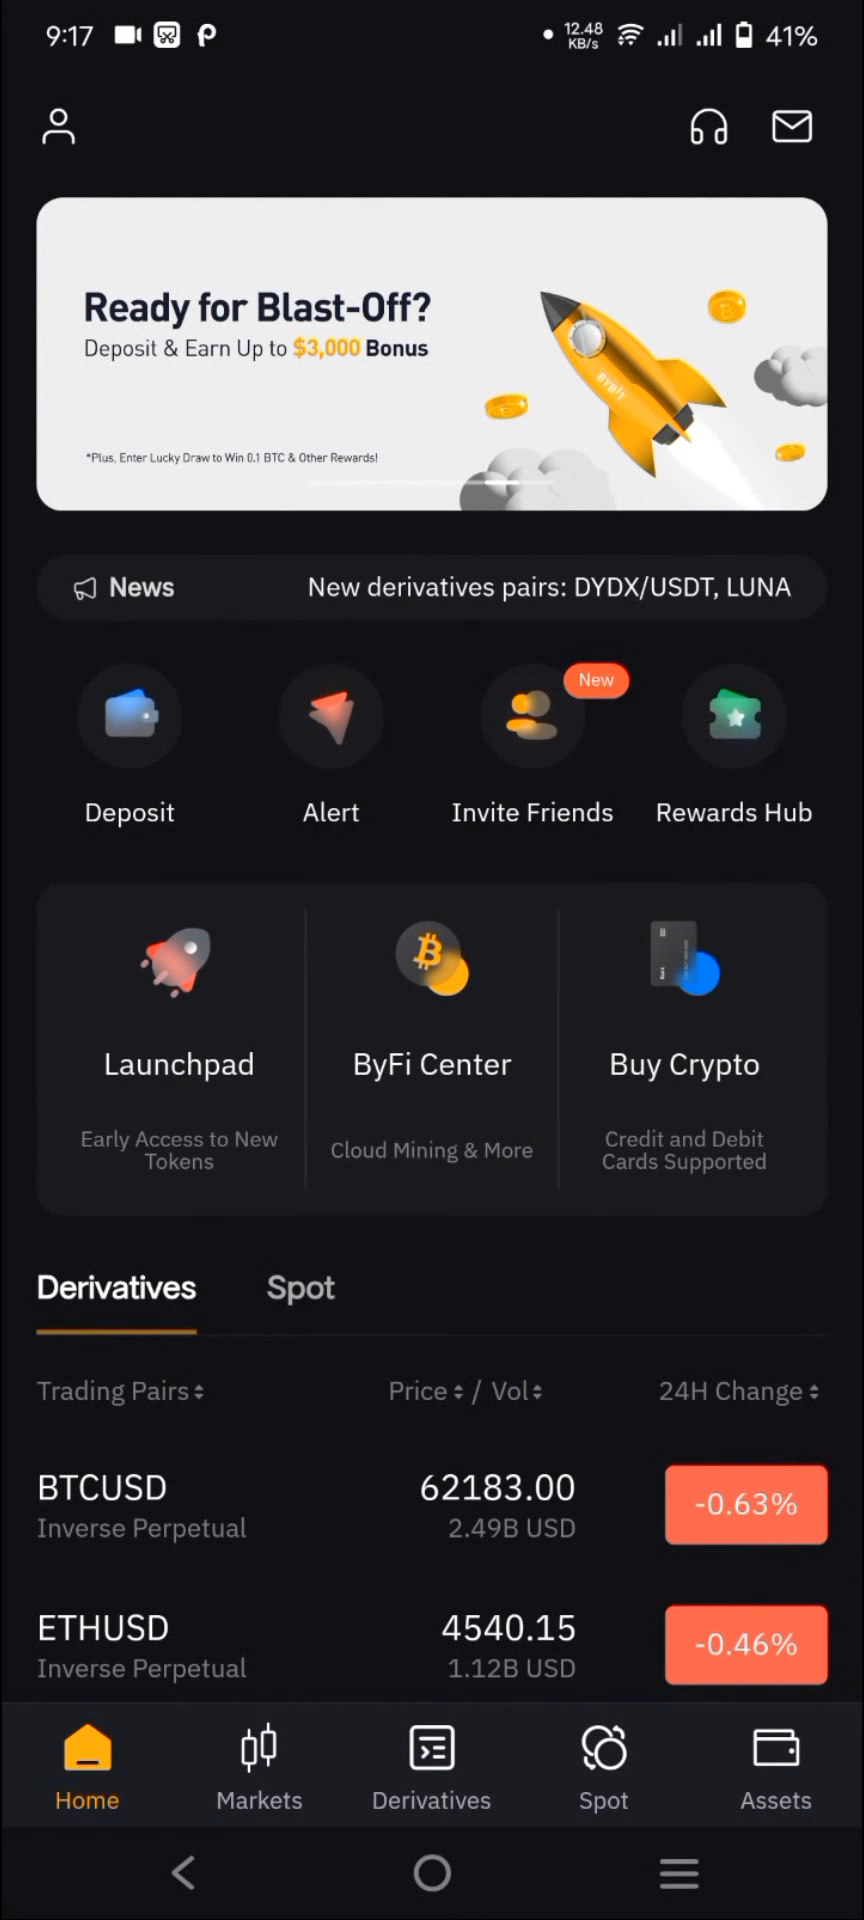 9:17
12.48
KB/s
41%
Ready for Blast-Off?
Deposit & Earn Up to $3,000 Bonus
BYBIT
*Plus, Enter Lucky Draw to Win 0.1 BTC & Other Rewards!
News
New derivatives pairs: DYDX/USDT, LUNA
New
Deposit
Alert
Invite Friends
Rewards Hub
Launchpad
ByFi Center
Buy Crypto
Early Access to New
Tokens
Cloud Mining & More
Credit and Debit
Cards Supported
Derivatives
Spot
Trading Pairs
Price / Vol
24H Change
BTCUSD
62183.00
-0.63%
Inverse Perpetual
2.49B USD
ETHUSD
4540.15
-0.46%
Inverse Perpetual
1.12B USD
Home
Markets
Derivatives
Spot
Assets